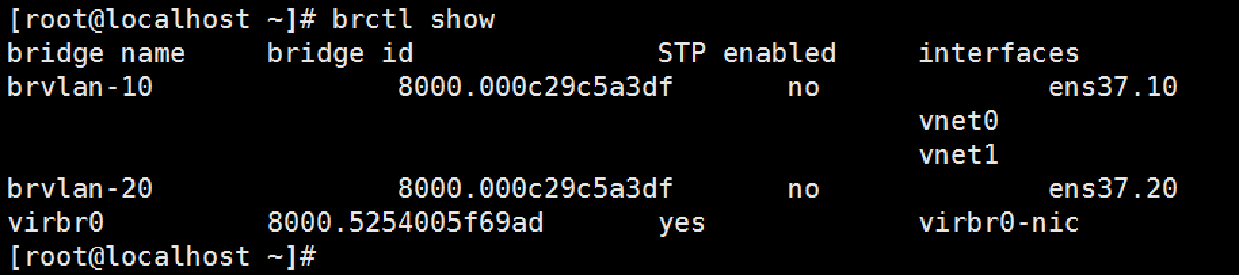 [root@localhost ~]# brctl show
bridge name     bridge id               STP enabled     interfaces
brvlan-10               8000.000c29c5a3df       no              ens37.10
                                                        vnet0
                                                        vnet1
brvlan-20               8000.000c29c5a3df       no              ens37.20
virbr0          8000.5254005f69ad       yes             virbr0-nic
[root@localhost ~]#